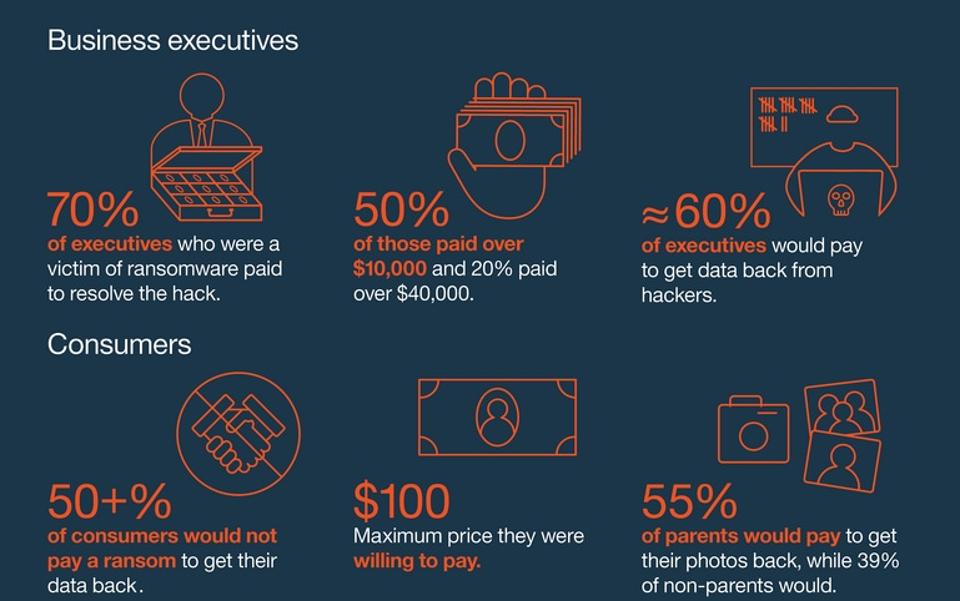 Business executives
70%
of executives who were a
victim of ransomware paid
to resolve the hack.
50%
of those paid over
$10,000 and 20% paid
over $40,000.
≈60%
of executives would pay
to get data back from
hackers.
Consumers
50+%
of consumers would not
pay a ransom to get their
data back.
$100
Maximum price they were
willing to pay.
55%
of parents would pay to get
their photos back, while 39%
of non-parents would.